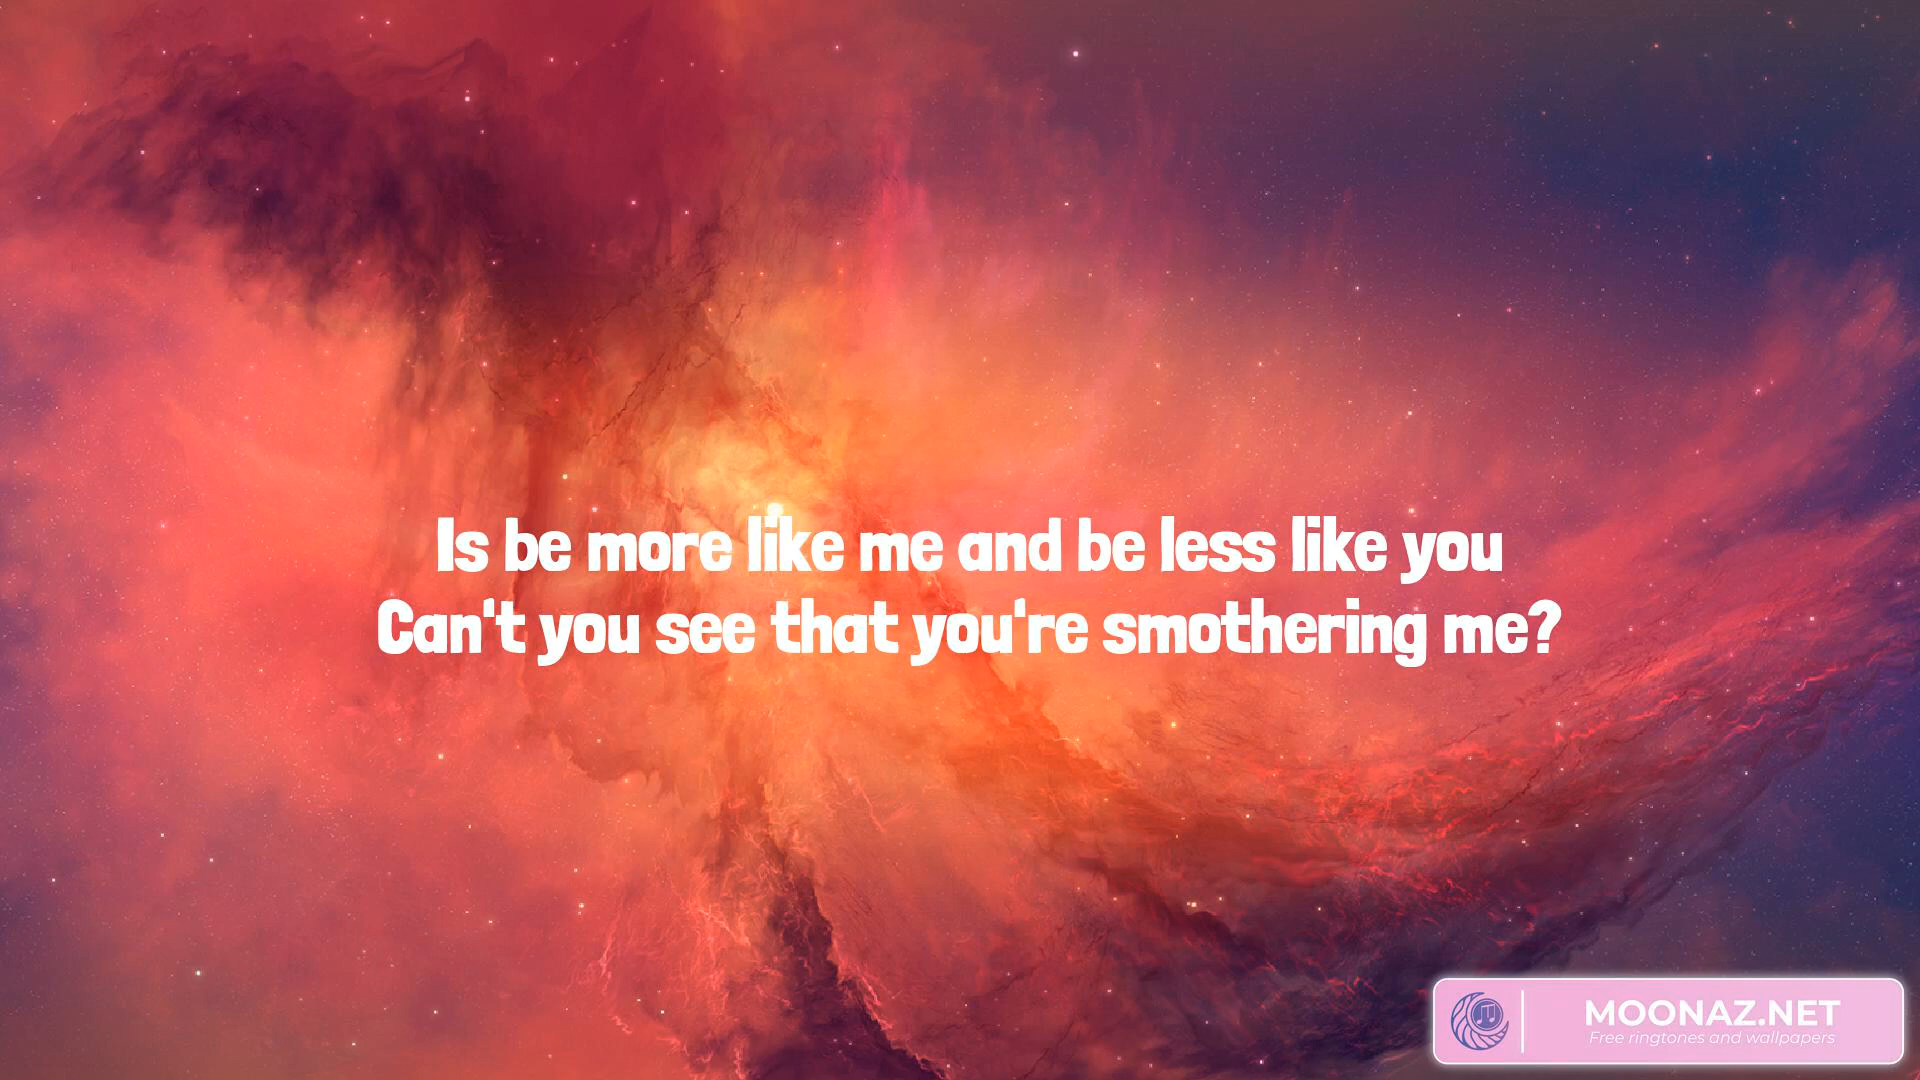 Is be more like me and be less like you
Can't you see that you're smothering me?
MOONAZ.NET
Free ringtones and wallpapers